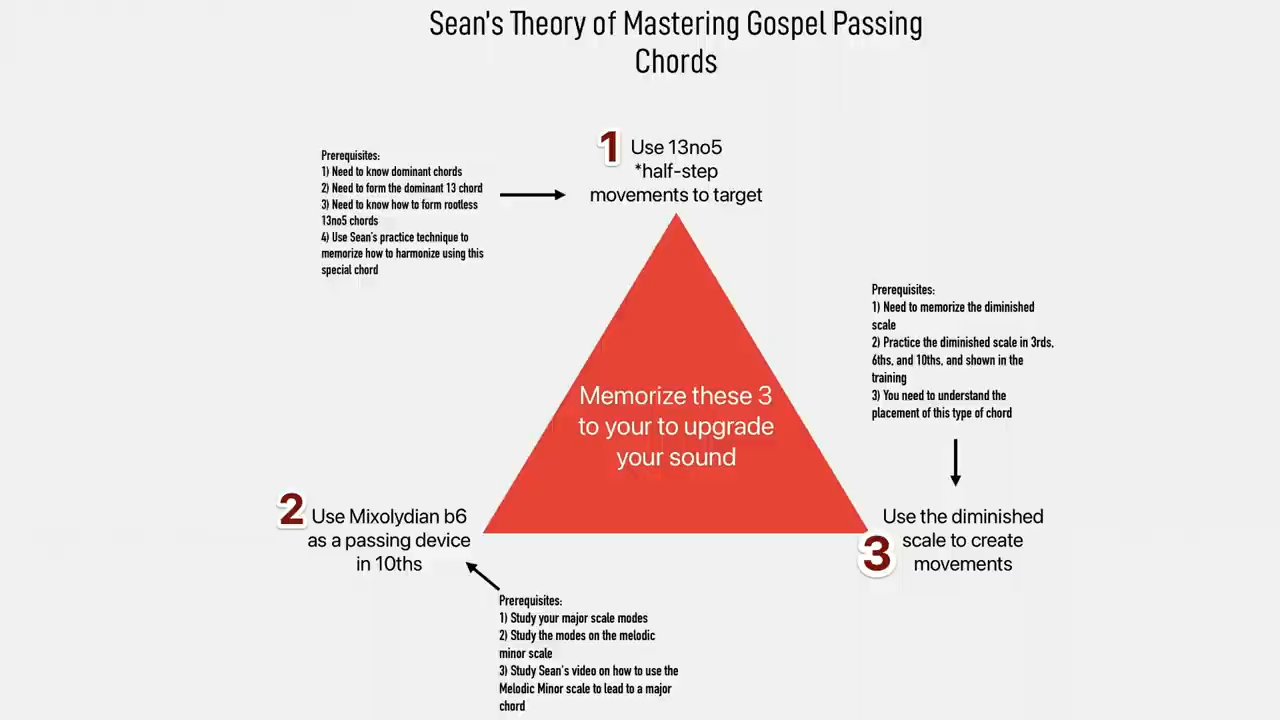 Sean's Theory of Mastering Gospel Passing
Chords
1
Use 13no5
*half-step
movements to target
Prerequisites:
1) Need to know dominant chords
2) Need to form the dominant 13 chord
3) Need to know how to form rootless
13no5 chords
4) Use Sean's practice technique to
memorize how to harmonize using this
special chord
Prerequisites:
1) Need to memorize the diminished
scale
2) Practice the diminished scale in 3rds,
6ths, and 10ths, and shown in the
training
3) You need to understand the
placement of this type of chord
Memorize these 3
to your to upgrade
your sound
2
Use Mixolydian b6
as a passing device
in 10ths
3
Use the diminished
scale to create
movements
Prerequisites:
1) Study your major scale modes
2) Study the modes on the melodic
minor scale
3) Study Sean's video on how to use the
Melodic Minor scale to lead to a major
chord